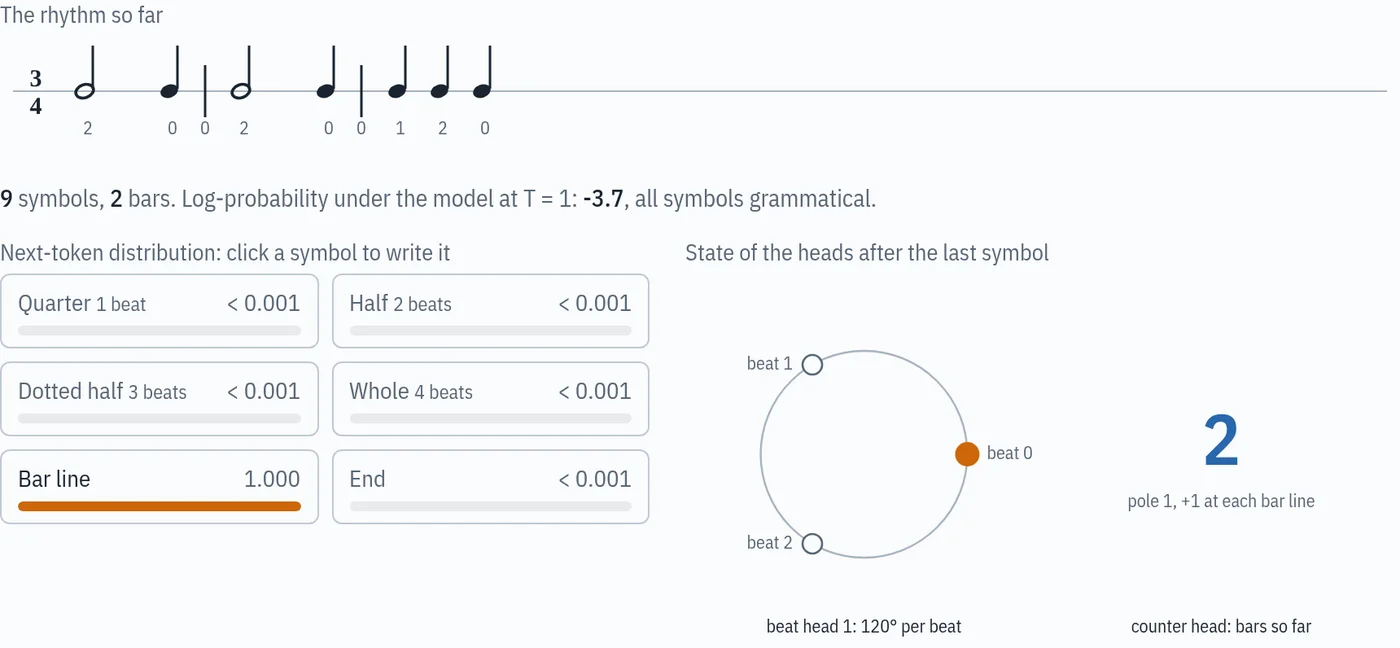 The rhythm so far
3
4
2 0 0 2 0 0 1 2 0
9 symbols, 2 bars. Log-probability under the model at T = 1: -3.7, all symbols grammatical.
Next-token distribution: click a symbol to write it
Quarter 1 beat < 0.001
Half 2 beats < 0.001
Dotted half 3 beats < 0.001
Whole 4 beats < 0.001
Bar line 1.000
End < 0.001
State of the heads after the last symbol
beat 1
beat 0
beat 2
beat head 1: 120° per beat
2
pole 1, +1 at each bar line
counter head: bars so far